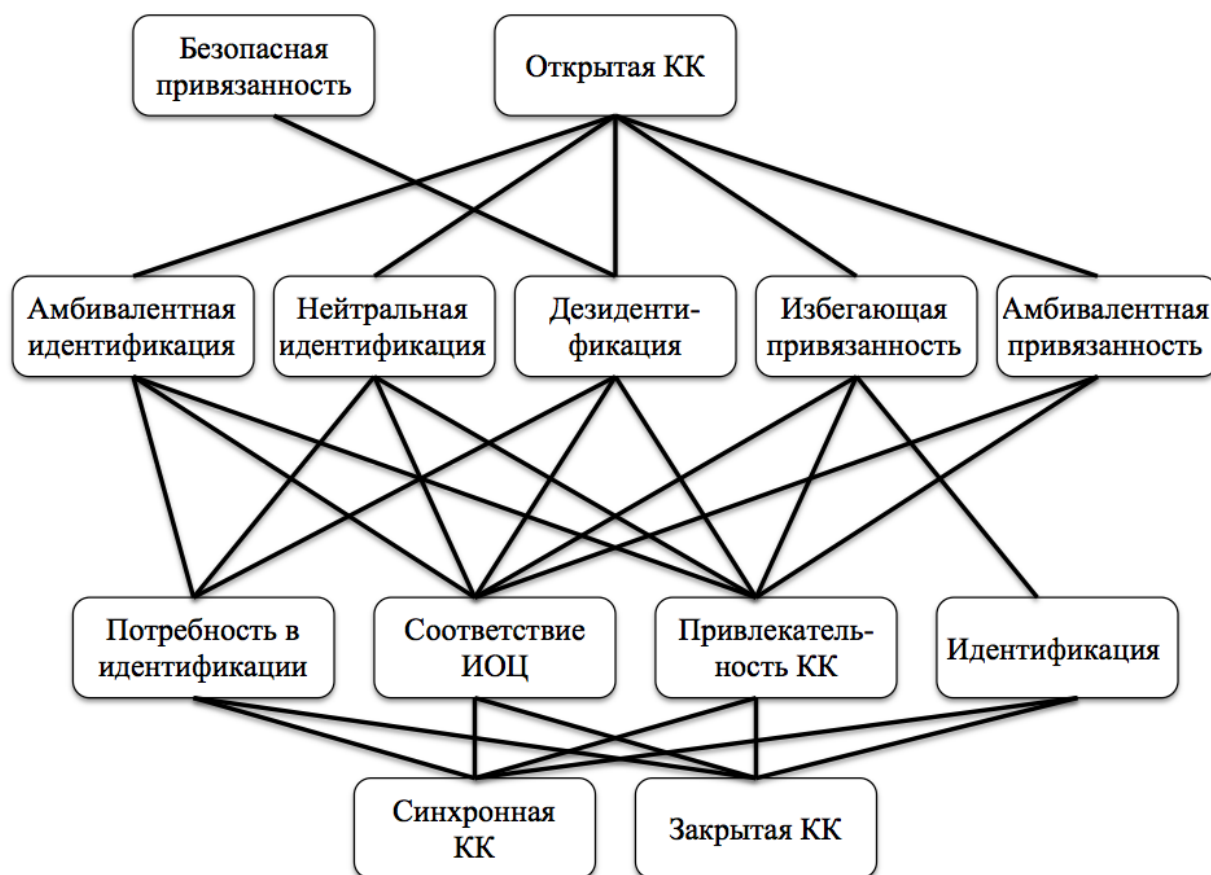 Безопасная
привязанность
Открытая КК
Амбивалентная
идентификация
Нейтральная
идентификация
Дезиденти-
фикация
Избегающая
привязанность
Амбивалентная
привязанность
Потребность в
идентификации
Соответствие
ИОЦ
Привлекатель-
ность КК
Идентификация
Синхронная
КК
Закрытая КК